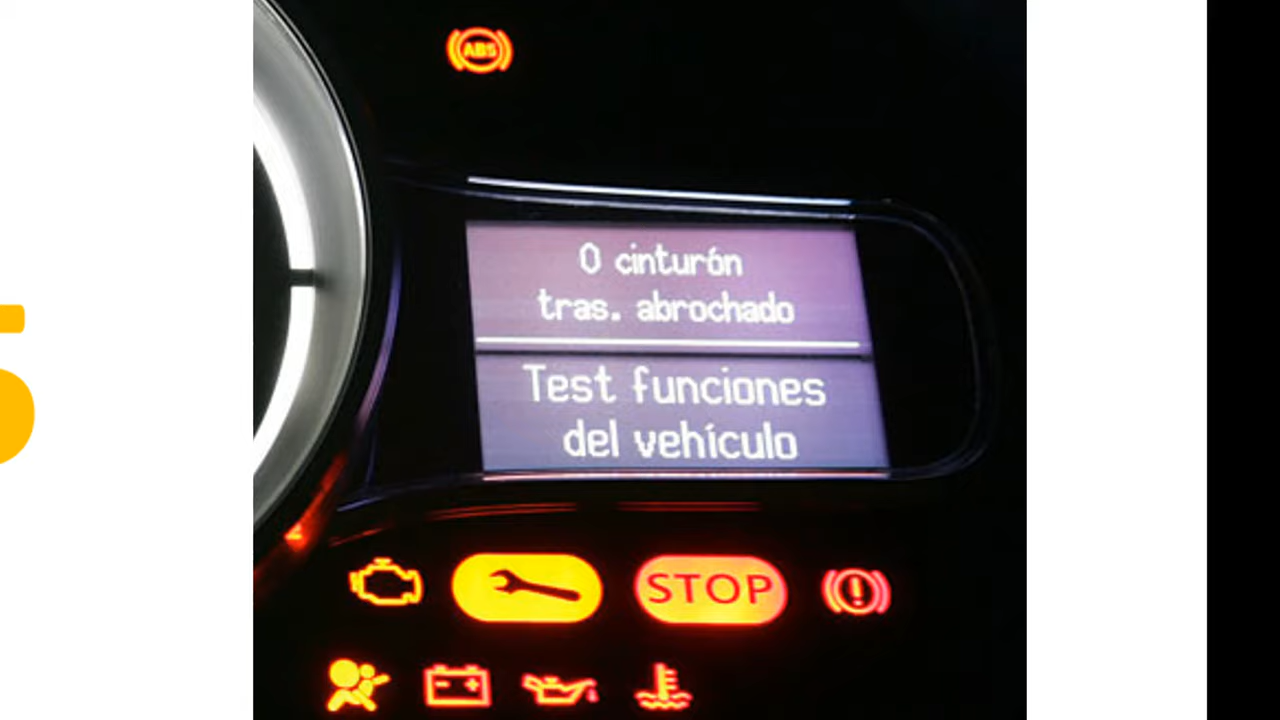 ABS
0 cinturón
tras. abrochado
Test funciones
del vehículo
STOP